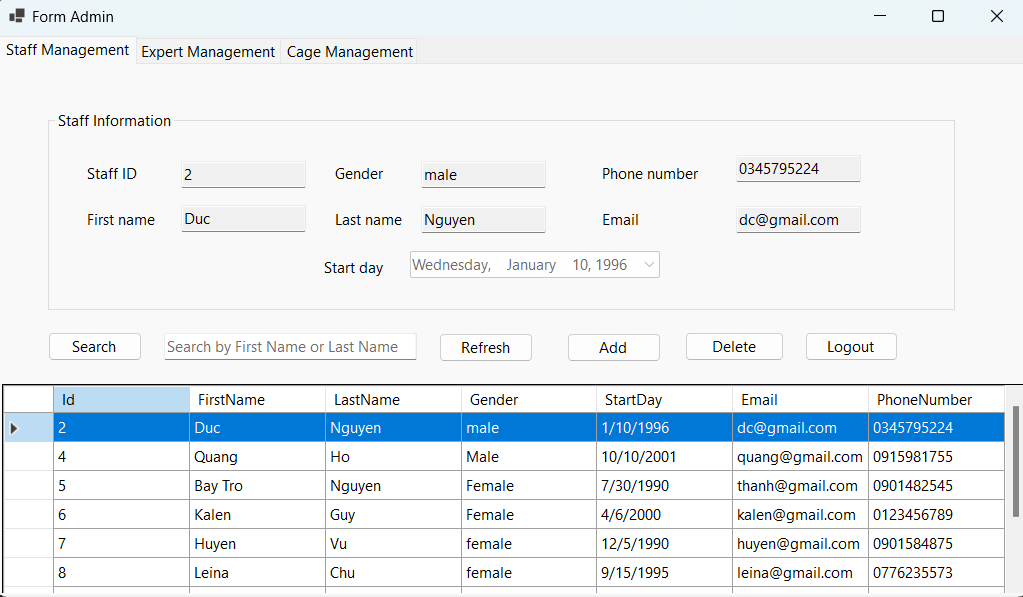 Form Admin
Staff Management Expert Management Cage Management
Staff Information
Staff ID 2 Gender male Phone number 0345795224
First name Duc Last name Nguyen Email dc@gmail.com
Start day Wednesday, January 10, 1996
Search Search by First Name or Last Name Refresh Add Delete Logout
Id FirstName LastName Gender StartDay Email PhoneNumber
2 Duc Nguyen male 1/10/1996 dc@gmail.com 0345795224
4 Quang Ho Male 10/10/2001 quang@gmail.com 0915981755
5 Bay Tro Nguyen Female 7/30/1990 thanh@gmail.com 0901482545
6 Kalen Guy Female 4/6/2000 kalen@gmail.com 0123456789
7 Huyen Vu female 12/5/1990 huyen@gmail.com 0901584875
8 Leina Chu female 9/15/1995 leina@gmail.com 0776235573